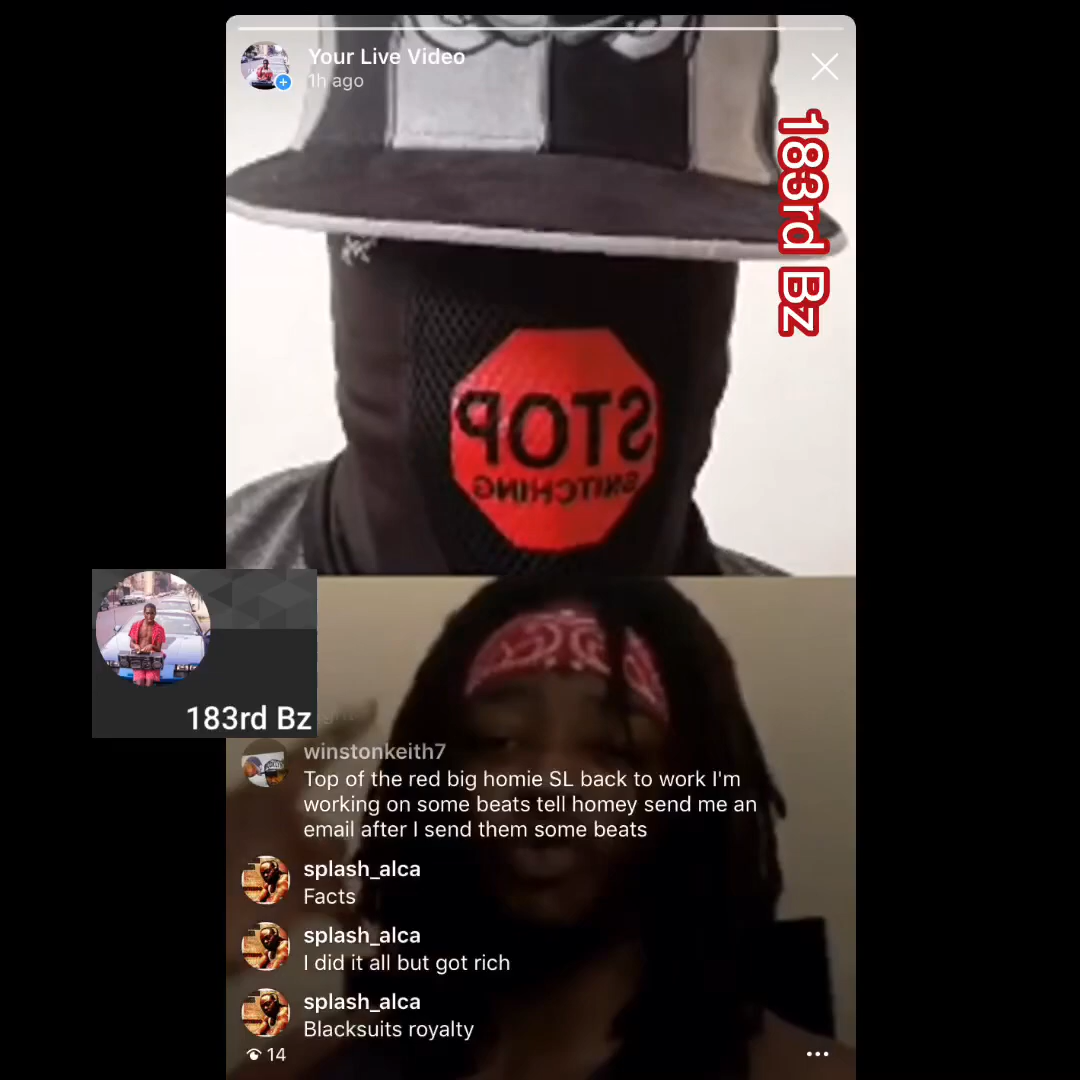 Your Live Video
1h ago
183rd Bz
STOP
SNITCHING
183rd Bz
winstonkeith7
Top of the red big homie SL back to work I'm
working on some beats tell homey send me an
email after I send them some beats
splash_alca
Facts
splash_alca
I did it all but got rich
splash_alca
Blacksuits royalty
14